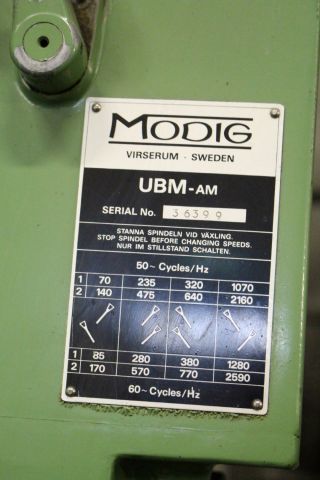 MODIG
VIRSERUM - SWEDEN
UBM-AM
SERIAL No. 36399
STANNA SPINDELN VID VÄXLING.
STOP SPINDEL BEFORE CHANGING SPEEDS.
NUR IM STILLSTAND SCHALTEN.
50~ Cycles/Hz
1 70 235 320 1070
2 140 475 640 2160
1 85 280 380 1280
2 170 570 770 2590
60~ Cycles/Hz